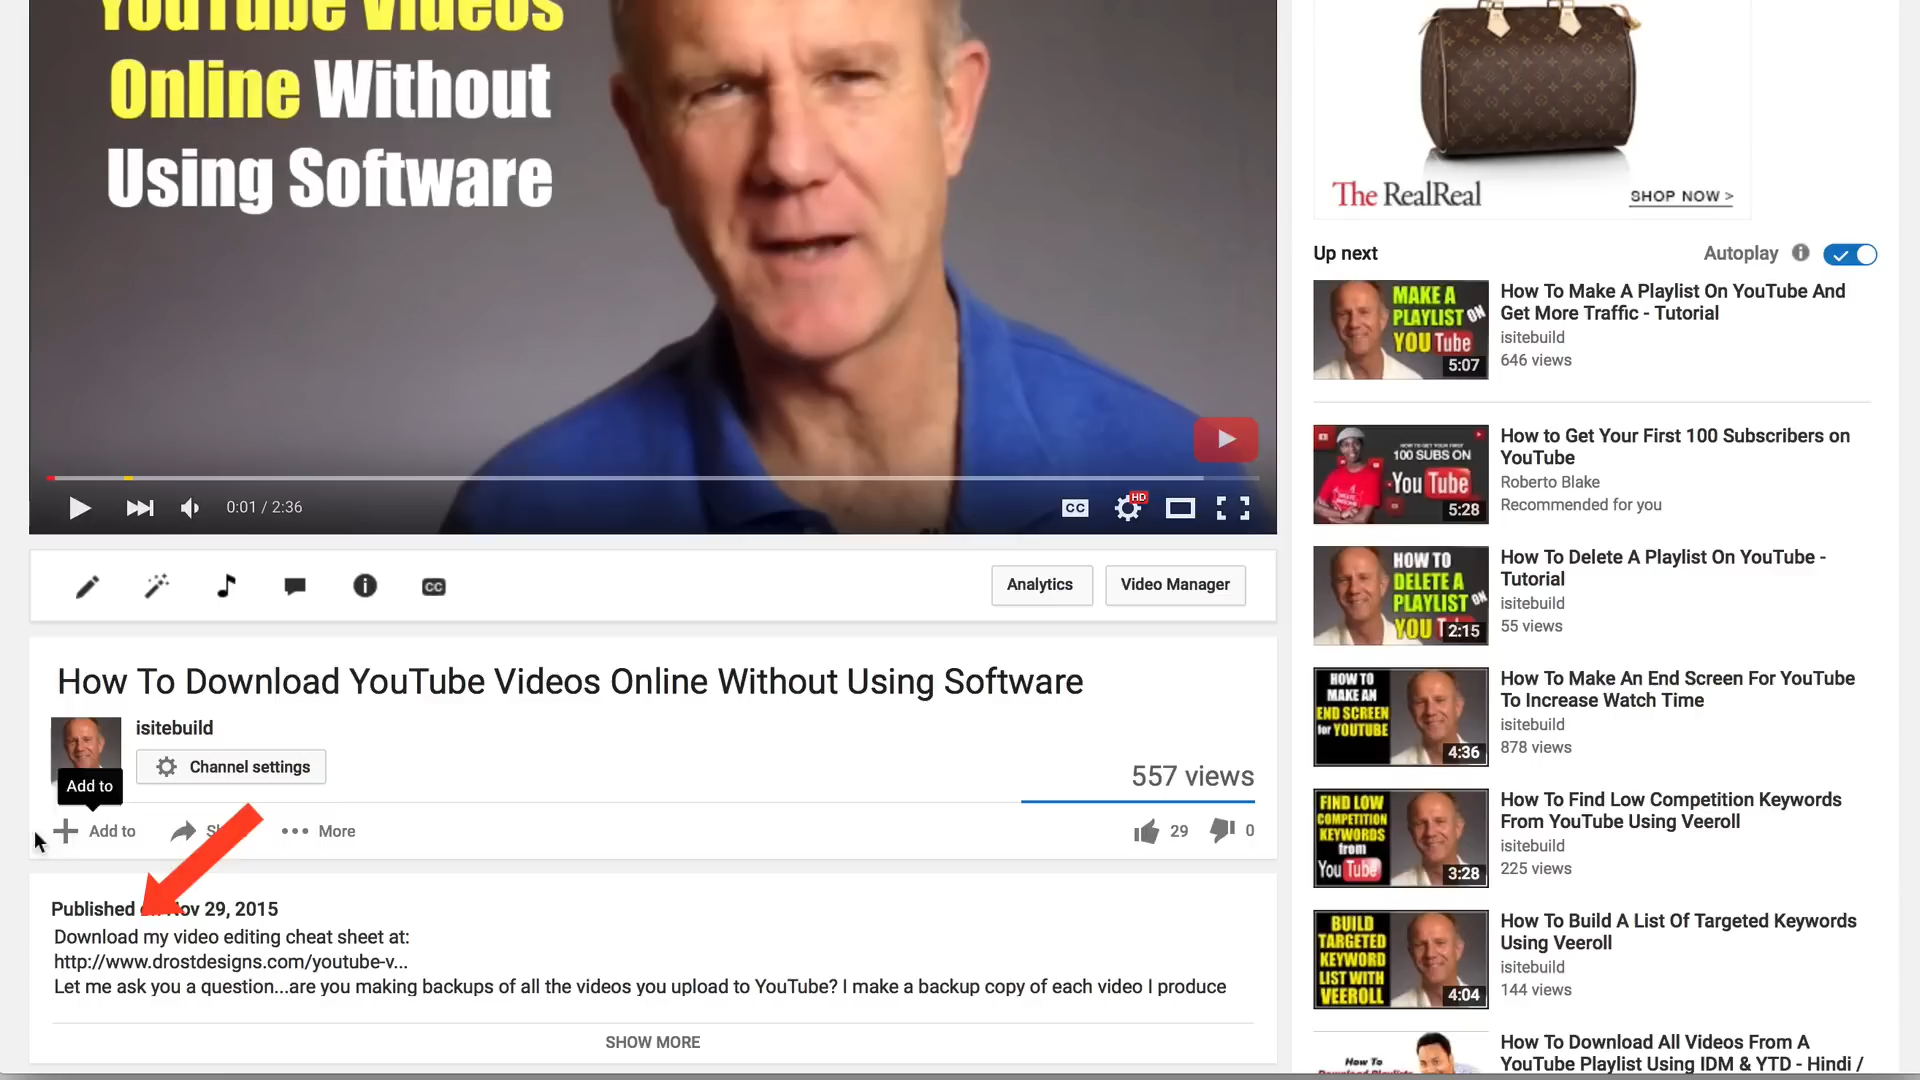 YouTube Videos
Online Without
Using Software
0:01 / 2:36
CC
HD
CC
Analytics
Video Manager
How To Download YouTube Videos Online Without Using Software
isitebuild
Channel settings
Add to
557 views
Add to
More
29
0
Published on Nov 29, 2015
Download my video editing cheat sheet at:
http://www.drostdesigns.com/youtube-v...
Let me ask you a question...are you making backups of all the videos you upload to YouTube? I make a backup copy of each video I produce
SHOW MORE
The RealReal
SHOP NOW >
Up next
Autoplay
MAKE A
PLAYLIST ON
YOUTube
5:07
How To Make A Playlist On YouTube And
Get More Traffic - Tutorial
isitebuild
646 views
100 SUBS ON
YouTube
5:28
How to Get Your First 100 Subscribers on
YouTube
Roberto Blake
Recommended for you
HOW TO
DELETE A
PLAYLIST ON
YOU
2:15
How To Delete A Playlist On YouTube -
Tutorial
isitebuild
55 views
HOW TO
MAKE AN
END SCREEN
for YOUTUBE
4:36
How To Make An End Screen For YouTube
To Increase Watch Time
isitebuild
878 views
FIND LOW
COMPETITION
KEYWORDS
from
YouTube
3:28
How To Find Low Competition Keywords
From YouTube Using Veeroll
isitebuild
225 views
BUILD
TARGETED
KEYWORD
LIST WITH
VEEROLL
4:04
How To Build A List Of Targeted Keywords
Using Veeroll
isitebuild
144 views
How To
How To Download All Videos From A
YouTube Playlist Using IDM & YTD - Hindi /